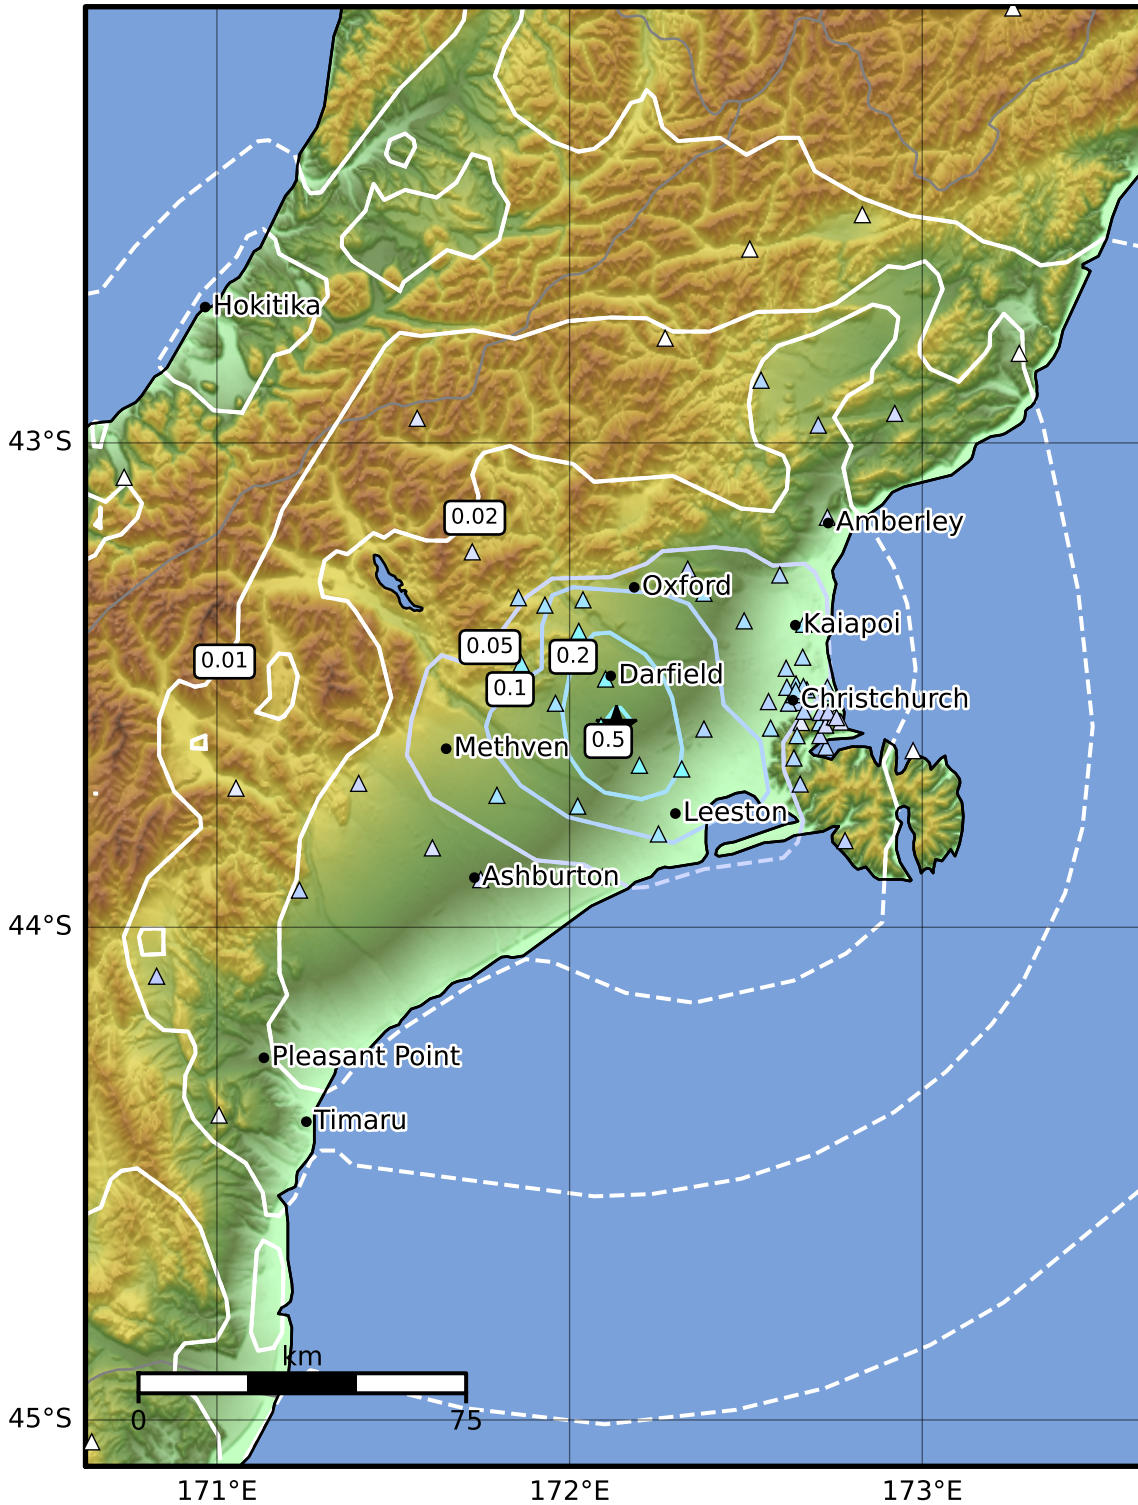 Hokitika
43°S
0.02
Amberley
Oxford
Kaiapoi
0.05
0.2
0.01
Darfield
0.1
Christchurch
0.5
Methven
Leeston
Ashburton
44°S
Pleasant Point
Timaru
km
0
75
45°S
171°E
172°E
173°E